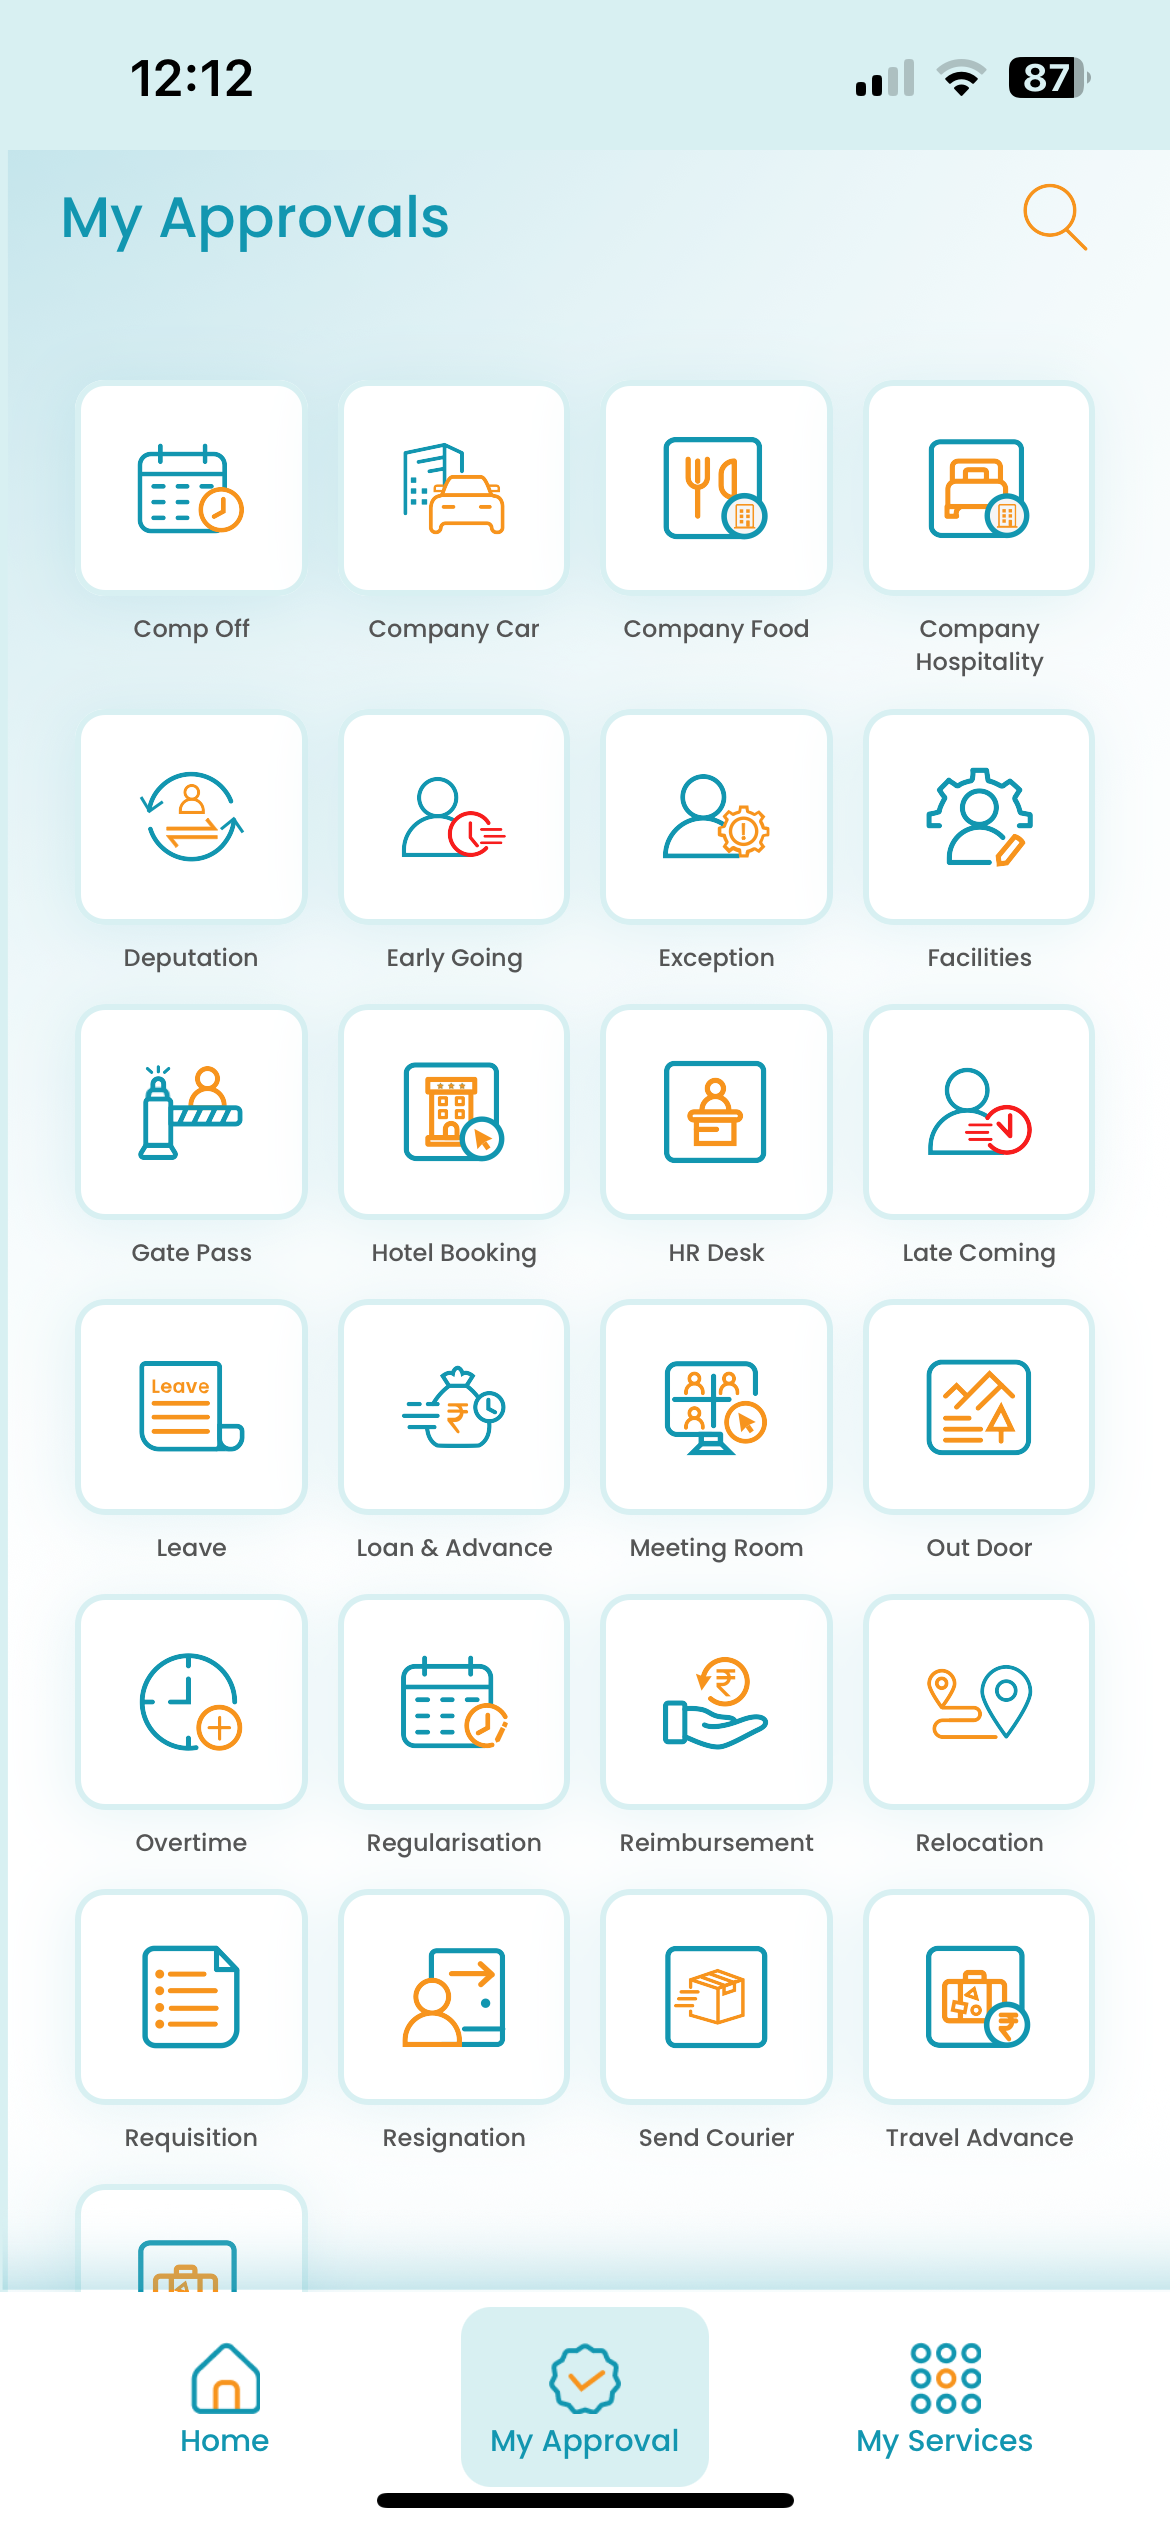 12:12
87
My Approvals
Comp Off
Company Car
Company Food
Company
Hospitality
Deputation
Early Going
Exception
Facilities
Gate Pass
Hotel Booking
HR Desk
Late Coming
Leave
Leave
Loan & Advance
Meeting Room
Out Door
Overtime
Regularisation
Reimbursement
Relocation
Requisition
Resignation
Send Courier
Travel Advance
Home
My Approval
My Services